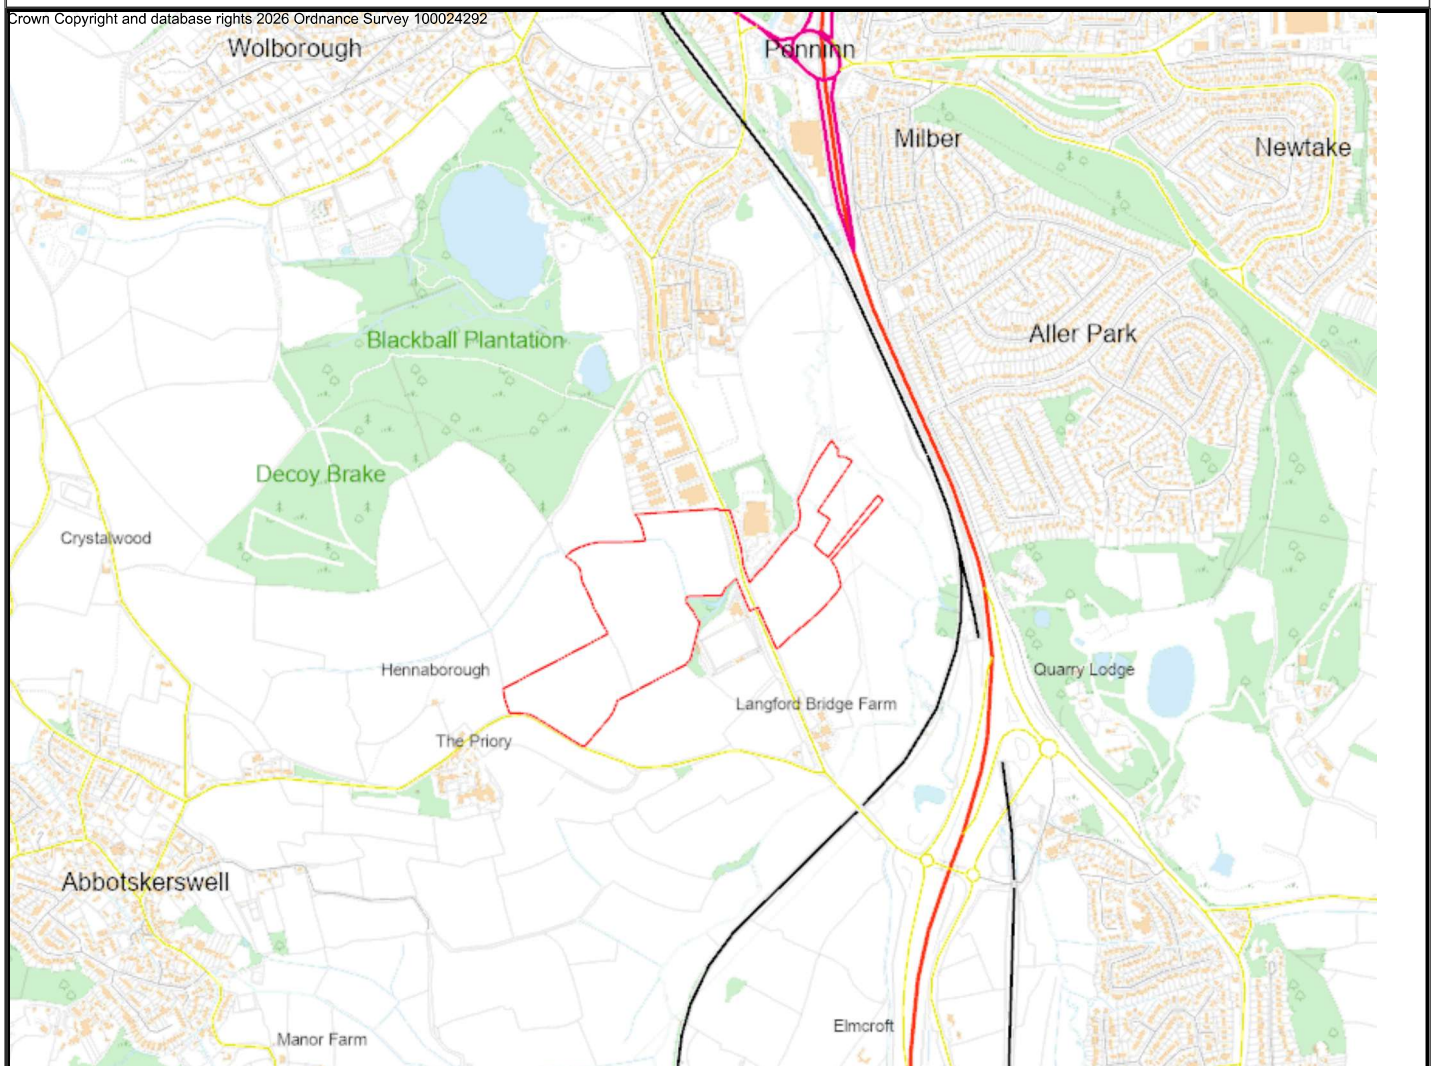 Crown Copyright and database rights 2026 Ordnance Survey 100024292
Wolborough
Penninn
Milber
Newtake
Blackball Plantation
Aller Park
Decoy Brake
Crystalwood
Hennaborough
Quarry Lodge
Langford Bridge Farm
The Priory
Abbotskerswell
Elmcroft
Manor Farm